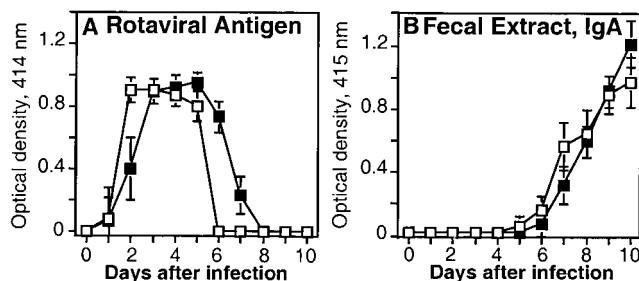 A Rotaviral Antigen
Optical density, 414 nm
1.2
0.8
0.4
0
0 2 4 6 8 10
Days after infection
B Fecal Extract, IgA
Optical density, 415 nm
1.2
0.8
0.4
0
0 2 4 6 8 10
Days after infection